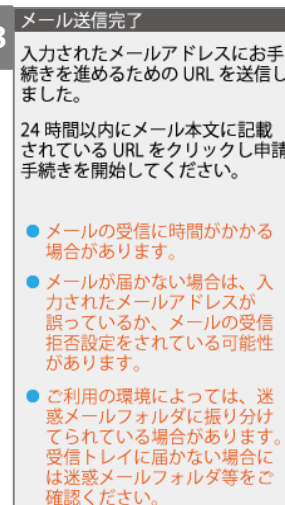 メール送信完了
入力されたメールアドレスにお手
続きを進めるための URL を送信し
ました。
24 時間以内にメール本文に記載
されている URL をクリックし申請
手続きを開始してください。
● メールの受信に時間がかかる
場合があります。
● メールが届かない場合は、入
力されたメールアドレスが
誤っているか、メールの受信
拒否設定をされている可能性
があります。
● ご利用の環境によっては、迷
惑メールフォルダに振り分け
てられている場合があります。
受信トレイに届かない場合に
は迷惑メールフォルダ等をご
確認ください。